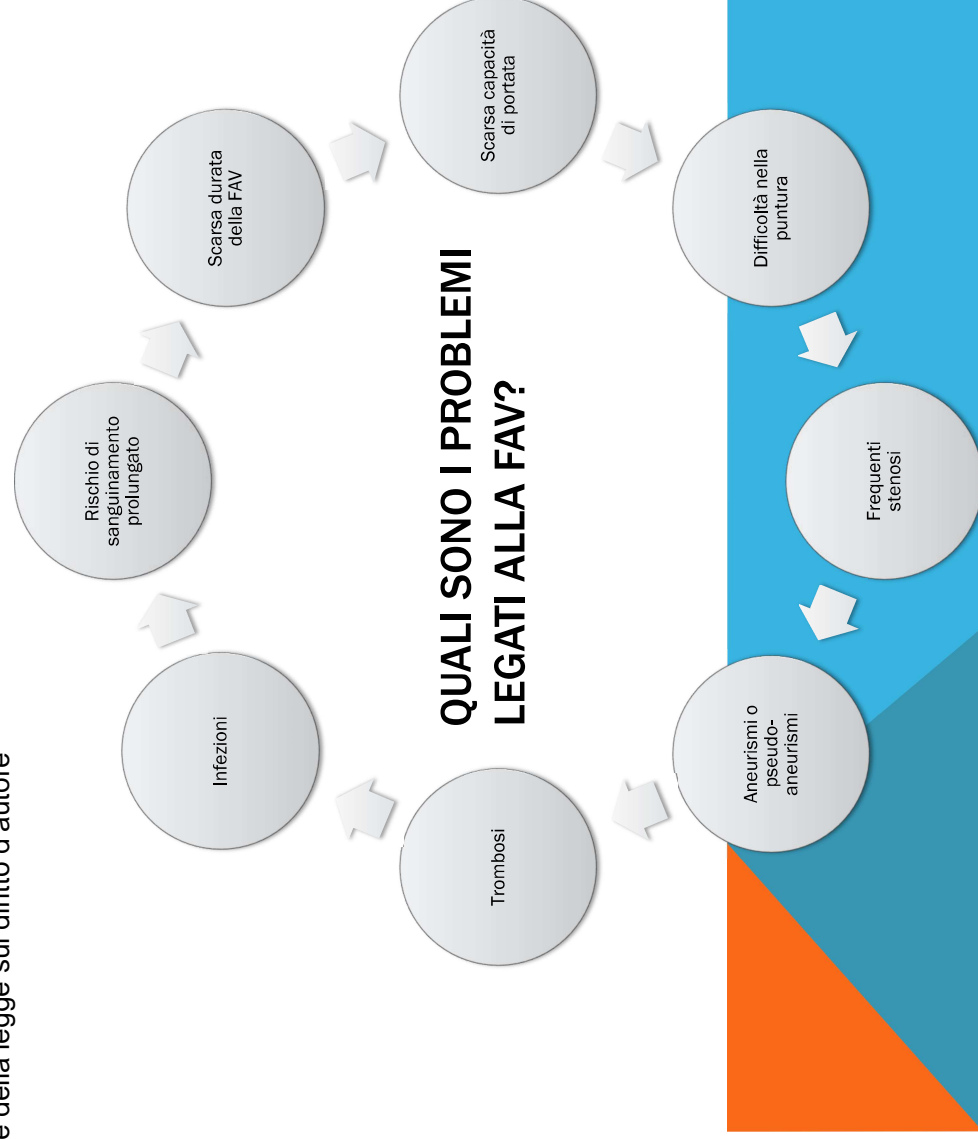 e della legge sul diritto d'autore
Rischio di
sanguinamento
prolungato
Scarsa durata
della FAV
Scarsa capacità
di portata
Difficoltà nella
puntura
Frequenti
stenosi
Aneurismi o
pseudo-
aneurismi
Trombosi
Infezioni
QUALI SONO I PROBLEMI
LEGATI ALLA FAV?